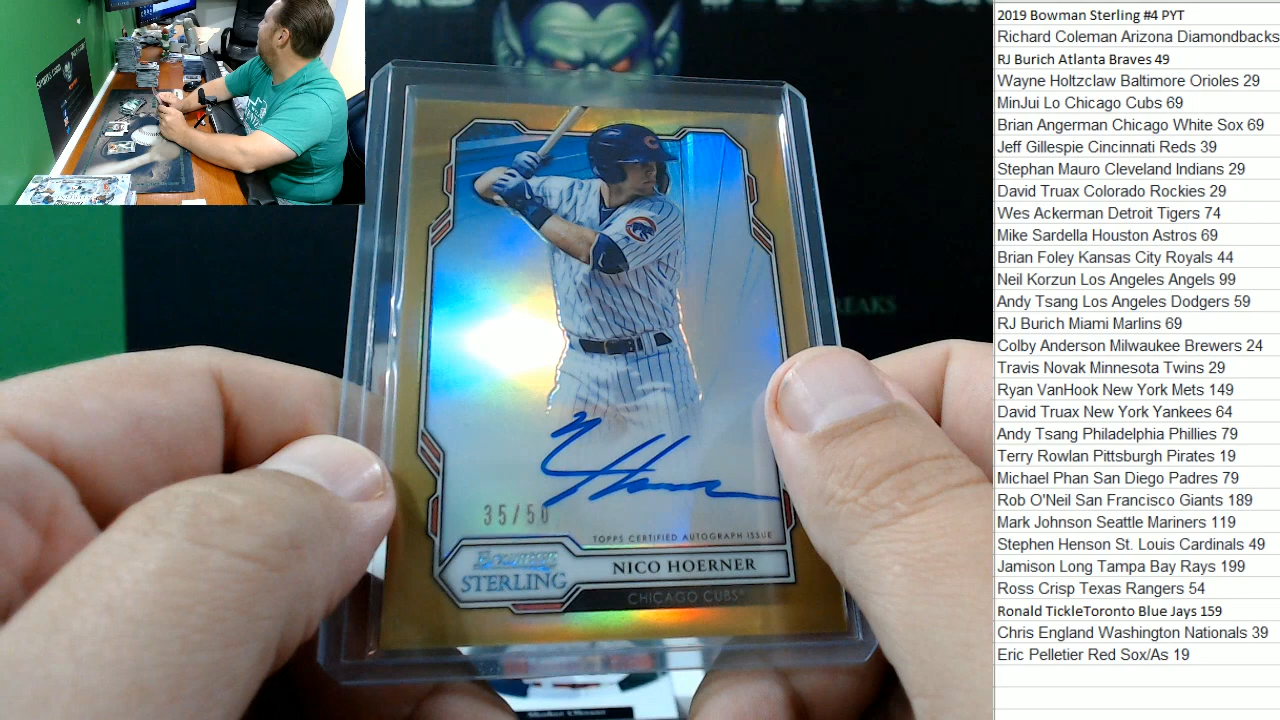 2019 Bowman Sterling #4 PYT
Richard Coleman Arizona Diamondbacks
RJ Burich Atlanta Braves 49
Wayne Holtzclaw Baltimore Orioles 29
MinJui Lo Chicago Cubs 69
Brian Angerman Chicago White Sox 69
Jeff Gillespie Cincinnati Reds 39
Stephan Mauro Cleveland Indians 29
David Truax Colorado Rockies 29
Wes Ackerman Detroit Tigers 74
Mike Sardella Houston Astros 69
Brian Foley Kansas City Royals 44
Neil Korzun Los Angeles Angels 99
Andy Tsang Los Angeles Dodgers 59
RJ Burich Miami Marlins 69
Colby Anderson Milwaukee Brewers 24
Travis Novak Minnesota Twins 29
Ryan VanHook New York Mets 149
David Truax New York Yankees 64
Andy Tsang Philadelphia Phillies 79
Terry Rowlan Pittsburgh Pirates 19
Michael Phan San Diego Padres 79
Rob O'Neil San Francisco Giants 189
Mark Johnson Seattle Mariners 119
Stephen Henson St. Louis Cardinals 49
Jamison Long Tampa Bay Rays 199
Ross Crisp Texas Rangers 54
Ronald TickleToronto Blue Jays 159
Chris England Washington Nationals 39
Eric Pelletier Red Sox/As 19
35/50
TOPPS CERTIFIED AUTOGRAPH ISSUE
Bowman
STERLING
NICO HOERNER
CHICAGO CUBS